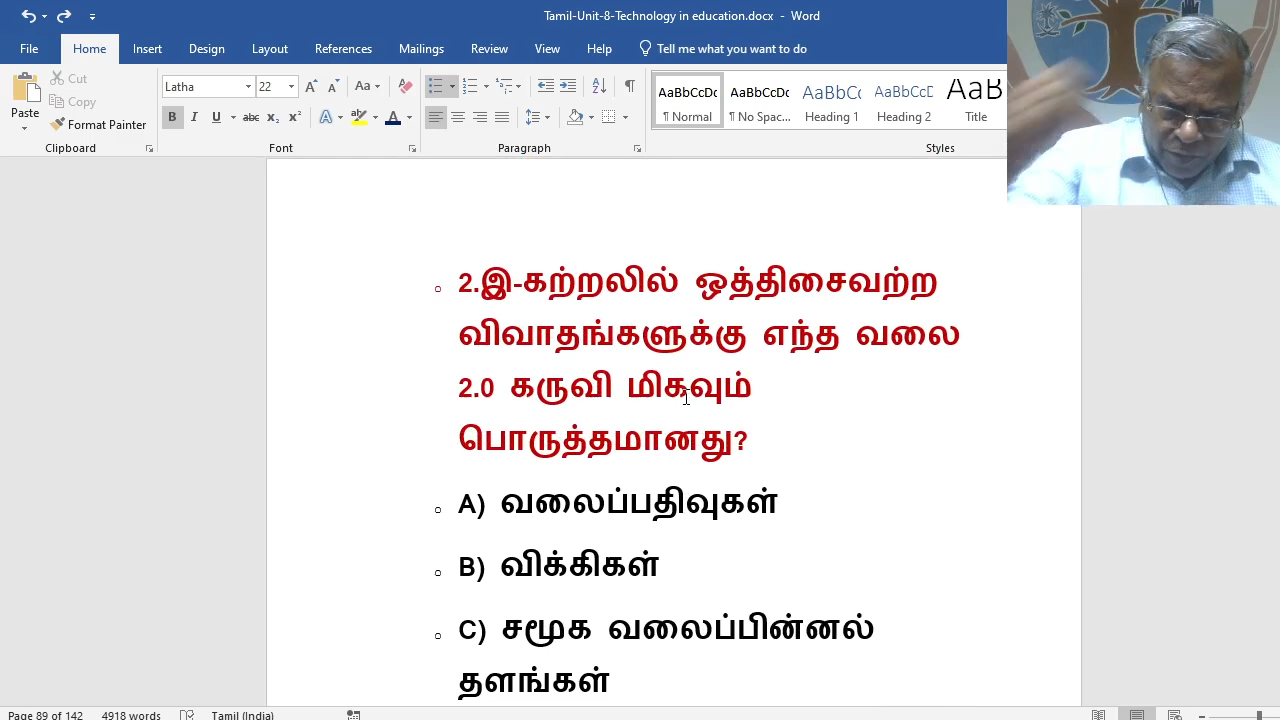 Tamil-Unit-8-Technology in education.docx - Word
File Home Insert Design Layout References Mailings Review View Help Tell me what you want to do
Cut
Copy
Paste
Format Painter
Clipboard
Latha 22
Font
Paragraph
AaBbCcDc AaBbCcDc AaBbCc AaBbCcD AaB
¶ Normal ¶ No Spac... Heading 1 Heading 2 Title
Styles
2.இ-கற்றலில் ஒத்திசைவற்ற
விவாதங்களுக்கு எந்த வலை
2.0 கருவி மிகவும்
பொருத்தமானது?
A) வலைப்பதிவுகள்
B) விக்கிகள்
C) சமூக வலைப்பின்னல்
தளங்கள்
Page 89 of 142 4918 words Tamil (India)